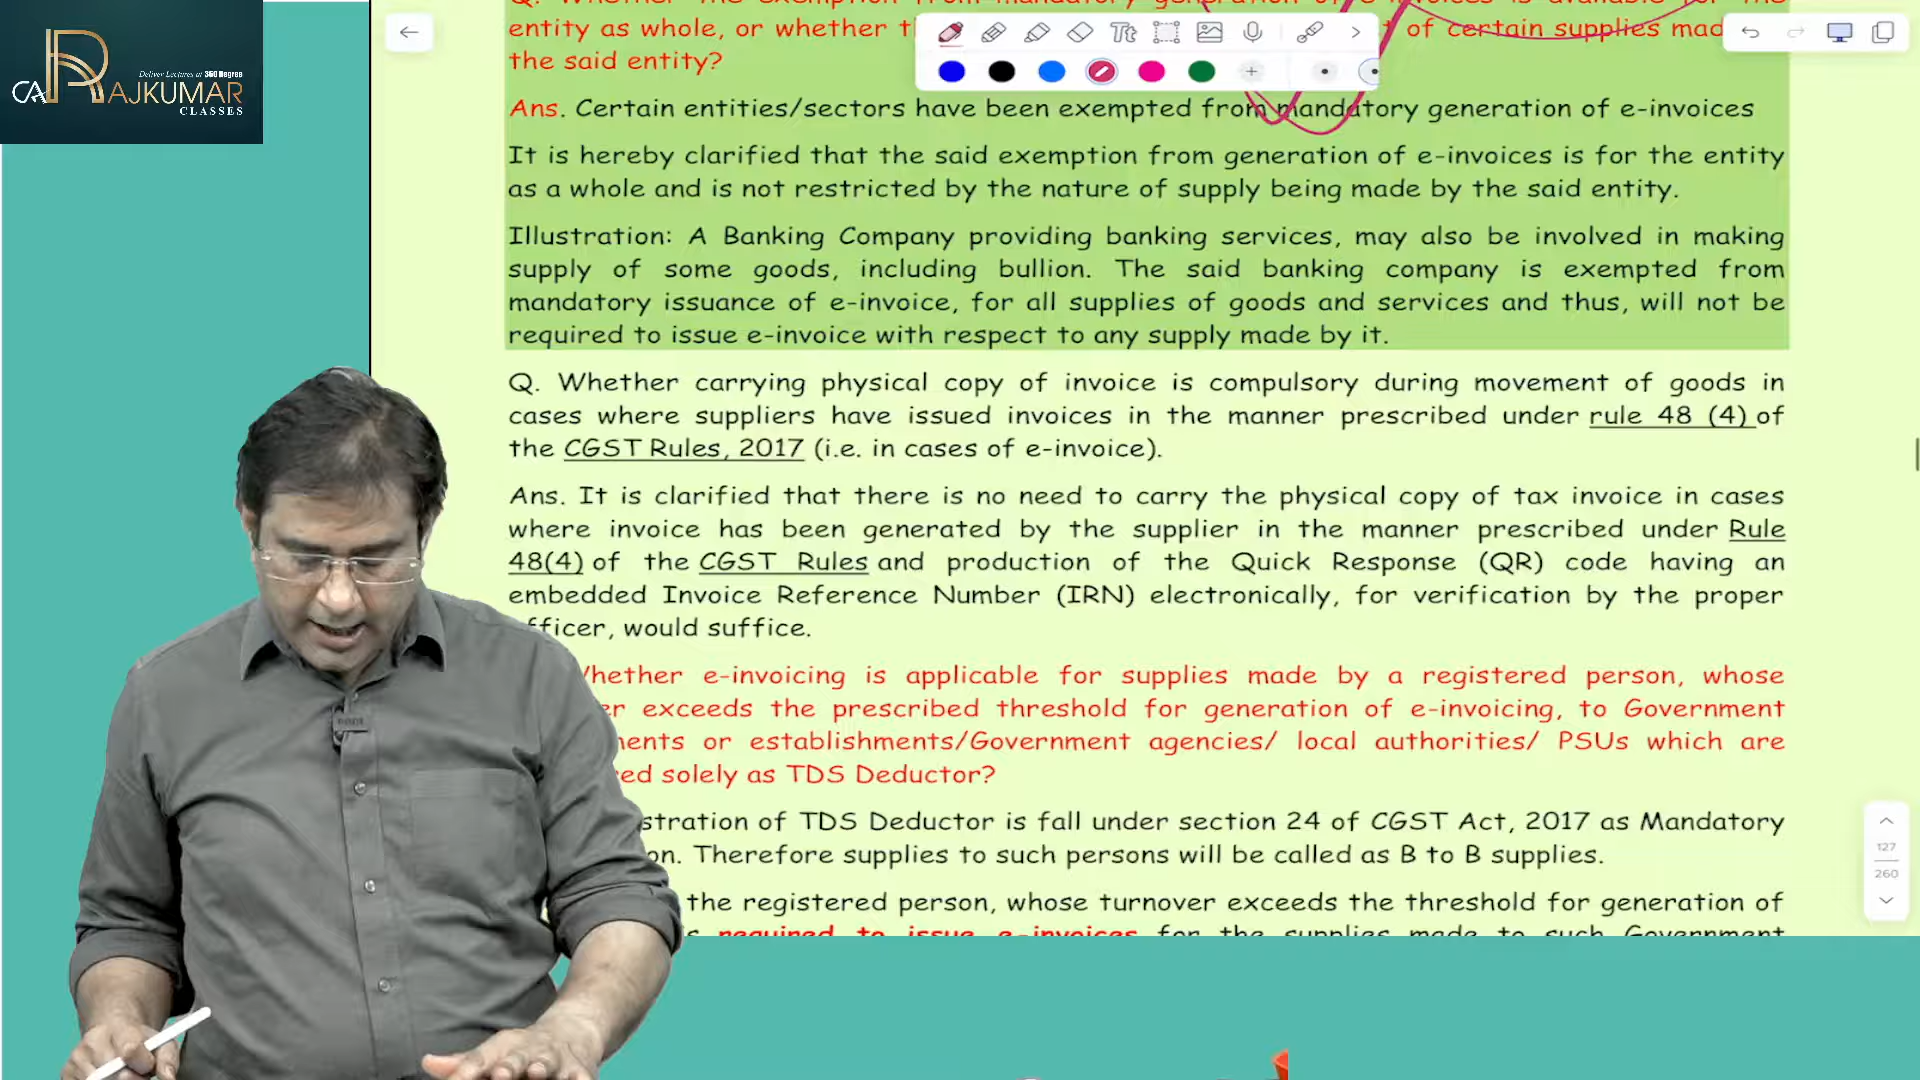 Deliver Lectures at 360 Degree
CA RAJKUMAR
CLASSES
entity as whole, or whether
of certain supplies mad
the said entity?
Tt
Ans. Certain entities/sectors have been exempted from mandatory generation of e-invoices
It is hereby clarified that the said exemption from generation of e-invoices is for the entity
as a whole and is not restricted by the nature of supply being made by the said entity.
Illustration: A Banking Company providing banking services, may also be involved in making
supply of some goods, including bullion. The said banking company is exempted from
mandatory issuance of e-invoice, for all supplies of goods and services and thus, will not be
required to issue e-invoice with respect to any supply made by it.
Q. Whether carrying physical copy of invoice is compulsory during movement of goods in
cases where suppliers have issued invoices in the manner prescribed under rule 48 (4) of
the CGST Rules, 2017 (i.e. in cases of e-invoice).
Ans. It is clarified that there is no need to carry the physical copy of tax invoice in cases
where invoice has been generated by the supplier in the manner prescribed under Rule
48(4) of the CGST Rules and production of the Quick Response (QR) code having an
embedded Invoice Reference Number (IRN) electronically, for verification by the proper
fficer, would suffice.
hether e-invoicing is applicable for supplies made by a registered person, whose
er exceeds the prescribed threshold for generation of e-invoicing, to Government
ments or establishments/Government agencies/ local authorities/ PSUs which are
ed solely as TDS Deductor?
stration of TDS Deductor is fall under section 24 of CGST Act, 2017 as Mandatory
on. Therefore supplies to such persons will be called as B to B supplies.
the registered person, whose turnover exceeds the threshold for generation of
s required to issue e-invoices for the supplies made to such Government
127
260